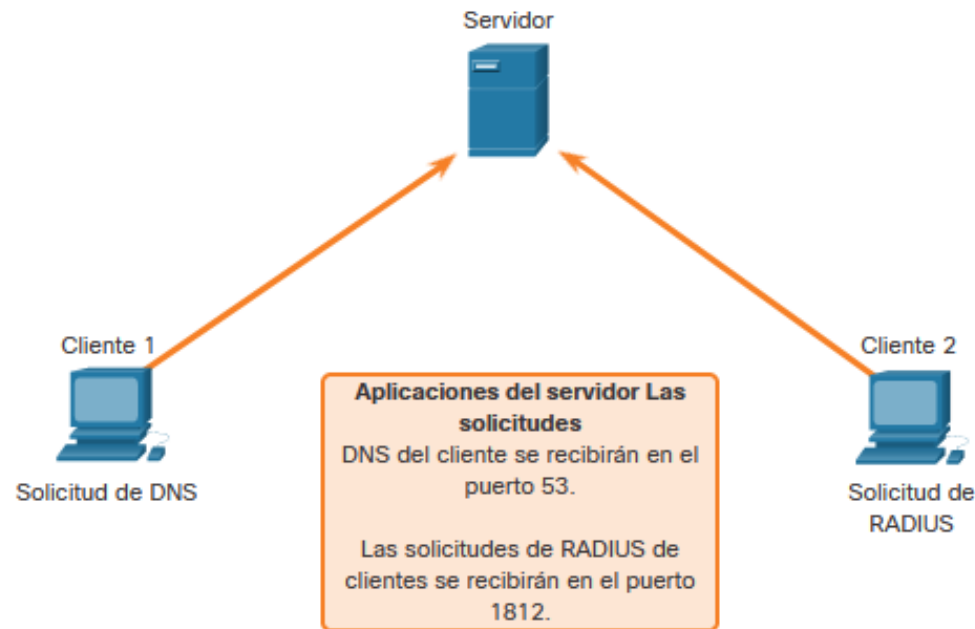 Servidor
Cliente 1
Cliente 2
Aplicaciones del servidor Las
solicitudes
DNS del cliente se recibirán en el
puerto 53.
Las solicitudes de RADIUS de
clientes se recibirán en el puerto
1812.
Solicitud de DNS
Solicitud de
RADIUS